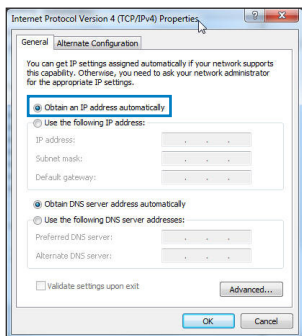 Internet Protocol Version 4 (TCP/IPv4) Properties
General
Alternate Configuration
You can get IP settings assigned automatically if your network supports
this capability. Otherwise, you need to ask your network administrator
for the appropriate IP settings.
Obtain an IP address automatically
Use the following IP address:
IP address:
Subnet mask:
Default gateway:
Obtain DNS server address automatically
Use the following DNS server addresses:
Preferred DNS server:
Alternate DNS server:
Validate settings upon exit
Advanced...
OK
Cancel